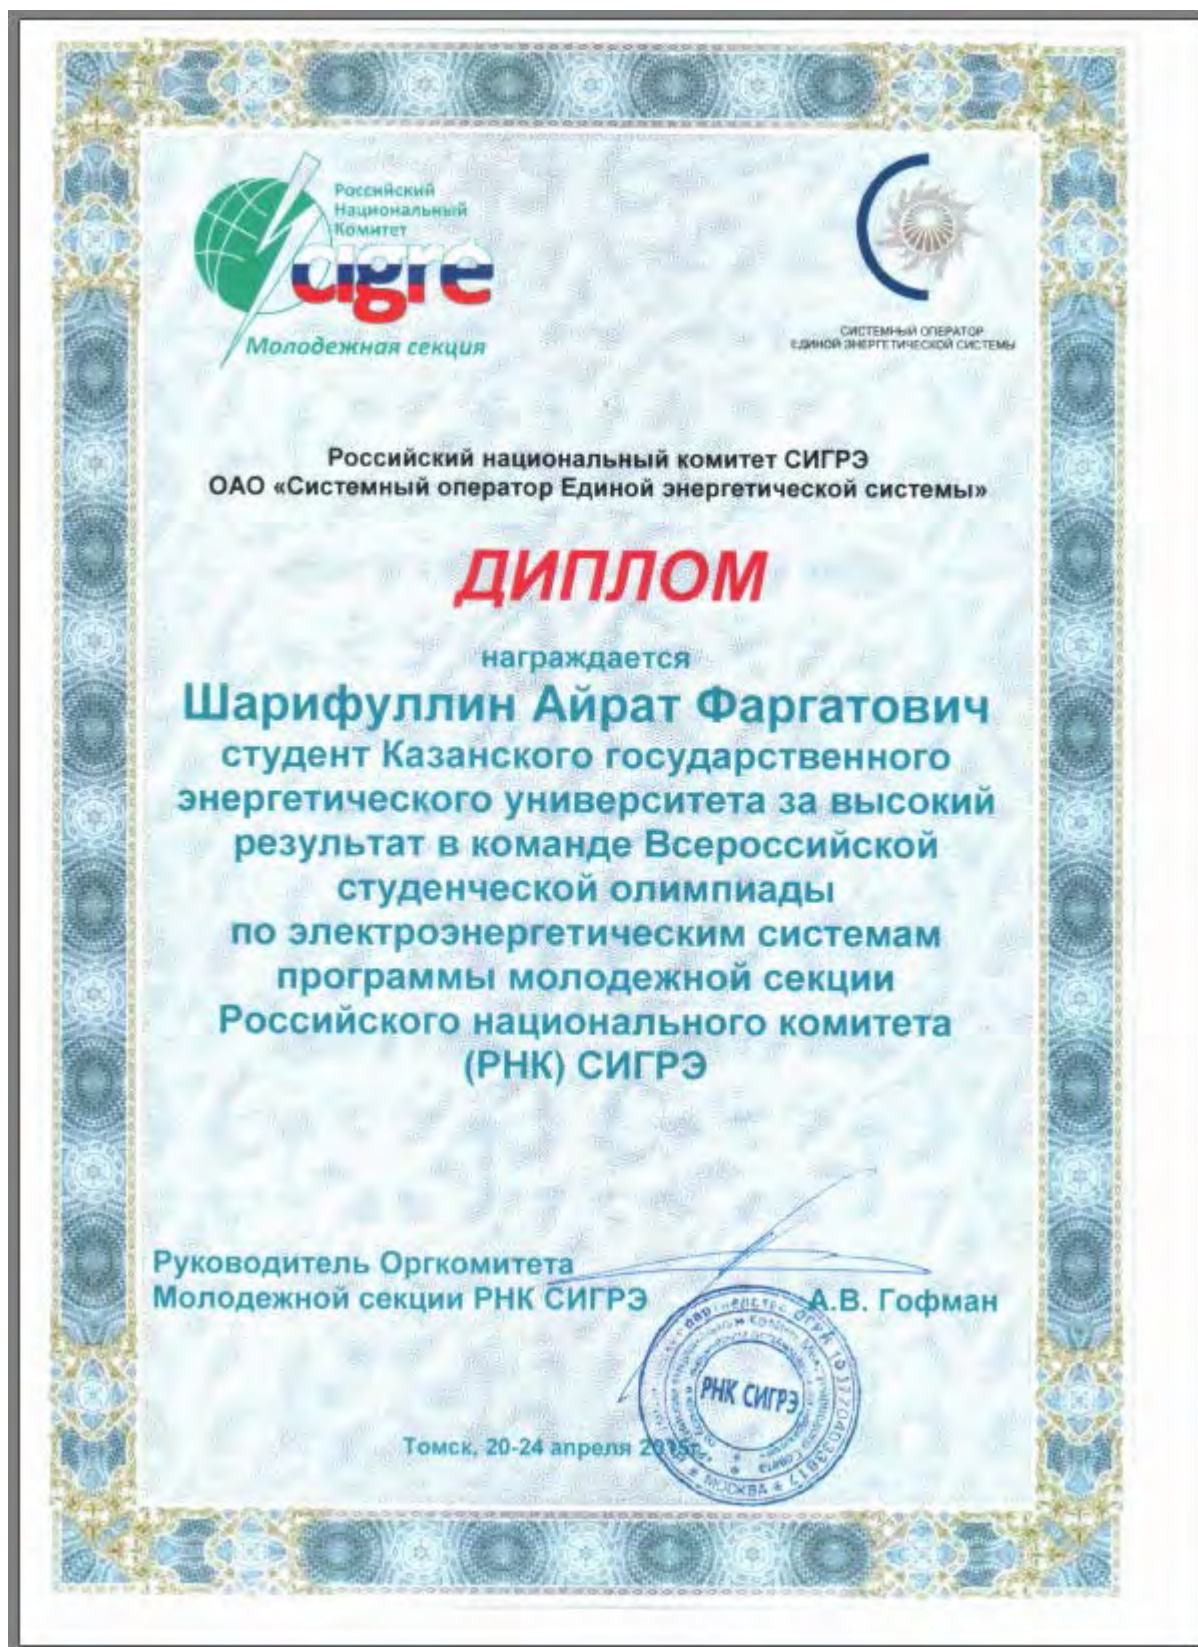 Российский
Национальный
Комитет
cigre
Молодежная секция
СИСТЕМНЫЙ ОПЕРАТОР
ЕДИНОЙ ЭНЕРГЕТИЧЕСКОЙ СИСТЕМЫ
Российский национальный комитет СИГРЭ
ОАО «Системный оператор Единой энергетической системы»
ДИПЛОМ
награждается
Шарифуллин Айрат Фаргатович
студент Казанского государственного
энергетического университета за высокий
результат в команде Всероссийской
студенческой олимпиады
по электроэнергетическим системам
программы молодежной секции
Российского национального комитета
(РНК) СИГРЭ
Руководитель Оргкомитета
Молодежной секции РНК СИГРЭ
А.В. Гофман
РНК СИГРЭ
МОСКВА
Томск, 20-24 апреля 2015г.